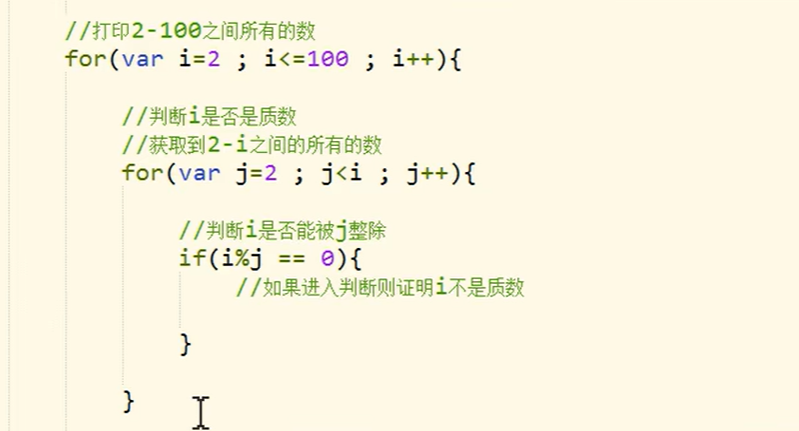 //打印2-100之间所有的数
for(var i=2 ; i<=100 ; i++){
//判断i是否是质数
//获取到2-i之间的所有的数
for(var j=2 ; j<i ; j++){
//判断i是否能被j整除
if(i%j == 0){
//如果进入判断则证明i不是质数
}
}